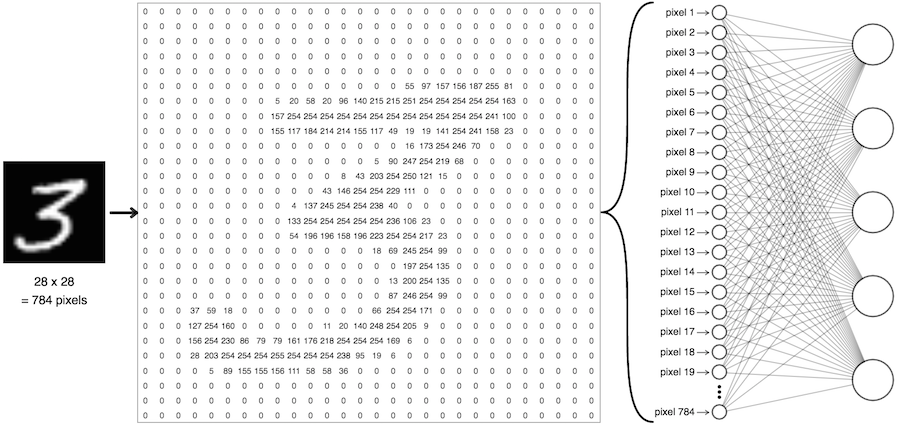 0 0 0 0 0 0 0 0 0 0 0 0 0 0 0 0 0 0 0 0 0 0 0 0 0 0 0 0
0 0 0 0 0 0 0 0 0 0 0 0 0 0 0 0 0 0 0 0 0 0 0 0 0 0 0 0
0 0 0 0 0 0 0 0 0 0 0 0 0 0 0 0 0 0 0 0 0 0 0 0 0 0 0 0
0 0 0 0 0 0 0 0 0 0 0 0 0 0 0 0 0 0 0 0 0 0 0 0 0 0 0 0
0 0 0 0 0 0 0 0 0 0 0 0 0 0 0 0 0 0 0 0 0 0 0 0 0 0 0 0
0 0 0 0 0 0 0 0 0 0 0 0 0 0 0 0 55 97 157 156 187 255 81 0 0 0 0 0
0 0 0 0 0 0 0 0 5 20 58 20 96 140 215 215 251 254 254 254 254 254 163 0 0 0 0 0
0 0 0 0 0 0 0 0 157 254 254 254 254 254 254 254 254 254 254 254 254 241 100 0 0 0 0 0
0 0 0 0 0 0 0 0 155 117 184 214 214 155 117 49 19 19 141 254 241 158 23 0 0 0 0 0
0 0 0 0 0 0 0 0 0 0 0 0 0 0 0 0 16 173 254 246 70 0 0 0 0 0 0 0
0 0 0 0 0 0 0 0 0 0 0 0 0 0 5 90 247 254 219 68 0 0 0 0 0 0 0 0
0 0 0 0 0 0 0 0 0 0 0 0 8 43 203 254 250 121 15 0 0 0 0 0 0 0 0 0
0 0 0 0 0 0 0 0 0 0 0 43 146 254 254 229 111 0 0 0 0 0 0 0 0 0 0 0
0 0 0 0 0 0 0 0 0 4 137 245 254 254 238 40 0 0 0 0 0 0 0 0 0 0 0 0
0 0 0 0 0 0 0 0 0 133 254 254 254 254 254 236 106 23 0 0 0 0 0 0 0 0 0 0
0 0 0 0 0 0 0 0 0 54 196 196 158 196 223 254 254 217 23 0 0 0 0 0 0 0 0 0
0 0 0 0 0 0 0 0 0 0 0 0 0 0 18 69 245 254 99 0 0 0 0 0 0 0 0 0
0 0 0 0 0 0 0 0 0 0 0 0 0 0 0 0 197 254 135 0 0 0 0 0 0 0 0 0
0 0 0 0 0 0 0 0 0 0 0 0 0 0 0 13 200 254 135 0 0 0 0 0 0 0 0 0
0 0 0 0 0 0 0 0 0 0 0 0 0 0 0 87 246 254 99 0 0 0 0 0 0 0 0 0
0 0 0 37 59 18 0 0 0 0 0 0 0 0 66 254 254 171 0 0 0 0 0 0 0 0 0 0
0 0 0 127 254 160 0 0 0 0 0 11 20 140 248 254 205 9 0 0 0 0 0 0 0 0 0 0
0 0 0 156 254 230 86 79 79 161 176 218 254 254 254 169 6 0 0 0 0 0 0 0 0 0 0 0
0 0 0 28 203 254 254 254 255 254 254 254 238 95 19 6 0 0 0 0 0 0 0 0 0 0 0 0
0 0 0 0 5 89 155 155 156 111 58 58 36 0 0 0 0 0 0 0 0 0 0 0 0 0 0 0
0 0 0 0 0 0 0 0 0 0 0 0 0 0 0 0 0 0 0 0 0 0 0 0 0 0 0 0
0 0 0 0 0 0 0 0 0 0 0 0 0 0 0 0 0 0 0 0 0 0 0 0 0 0 0 0
0 0 0 0 0 0 0 0 0 0 0 0 0 0 0 0 0 0 0 0 0 0 0 0 0 0 0 0
3
28 x 28
= 784 pixels
pixel 1
pixel 2
pixel 3
pixel 4
pixel 5
pixel 6
pixel 7
pixel 8
pixel 9
pixel 10
pixel 11
pixel 12
pixel 13
pixel 14
pixel 15
pixel 16
pixel 17
pixel 18
pixel 19
pixel 784